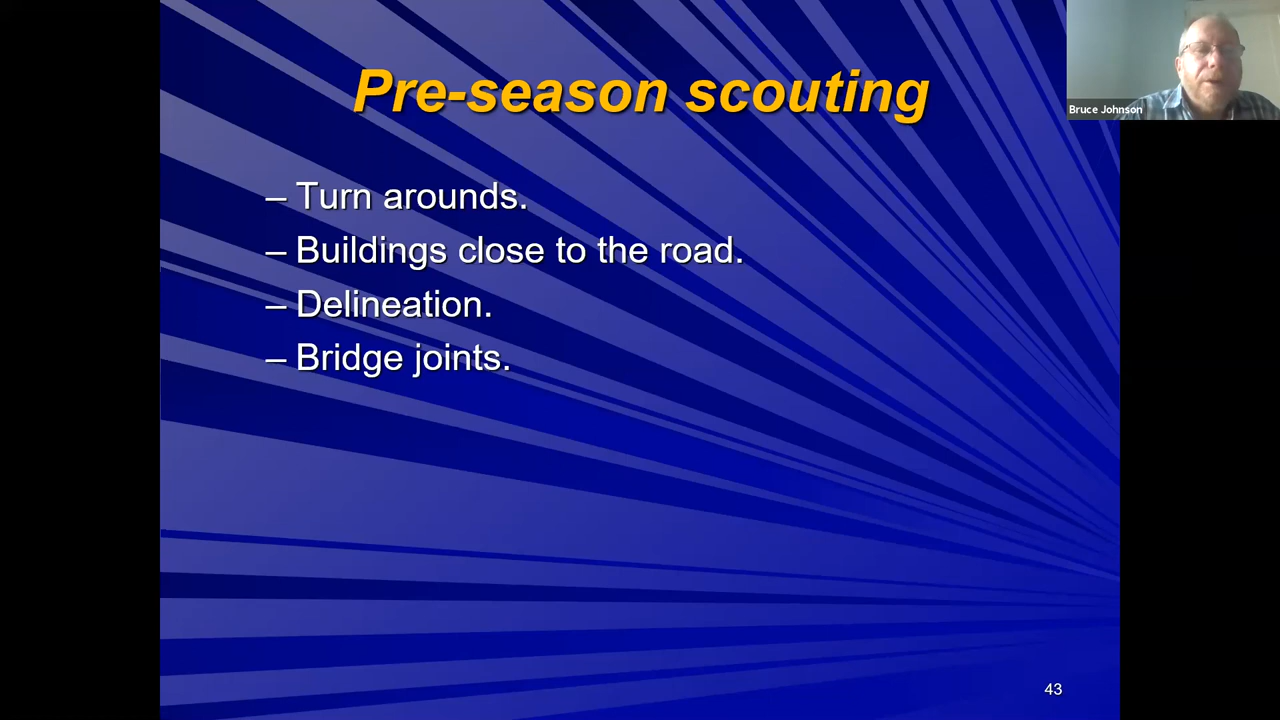 Pre-season scouting
– Turn arounds.
– Buildings close to the road.
– Delineation.
– Bridge joints.
Bruce Johnson
43